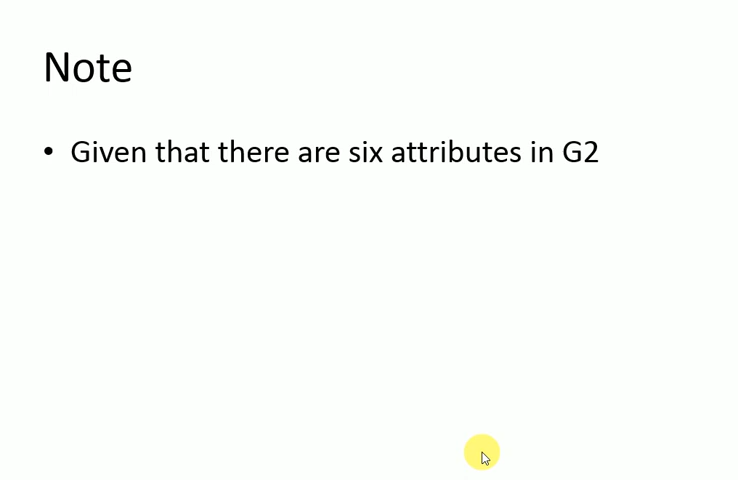 Note
• Given that there are six attributes in G2